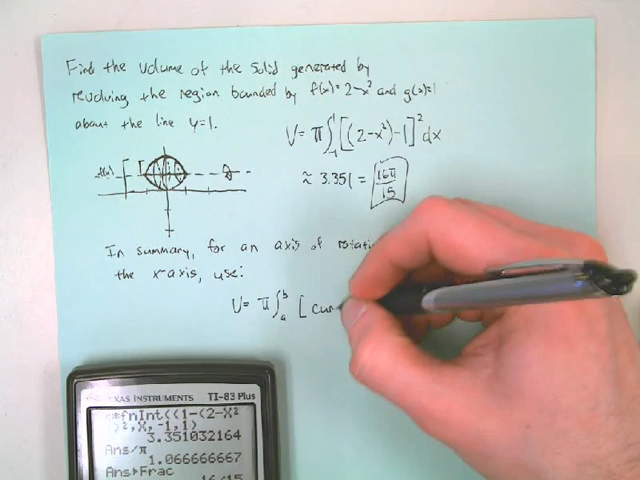 Find the volume of the solid generated by
revolving the region bounded by f(x)=2-x² and g(x)=1
about the line y=1.
V= π∫₋₁¹ [(2-x²)-1]² dx
f(x)
≈ 3.351 = 16π/15
In summary, for an axis of rotati
the x-axis, use:
V= π∫ₐᵇ [ cur
TEXAS INSTRUMENTS TI-83 Plus
fnInt((1-(2-X²
)²,X,-1,1)
3.351032164
Ans/π
1.066666667
Ans▸Frac
16/15